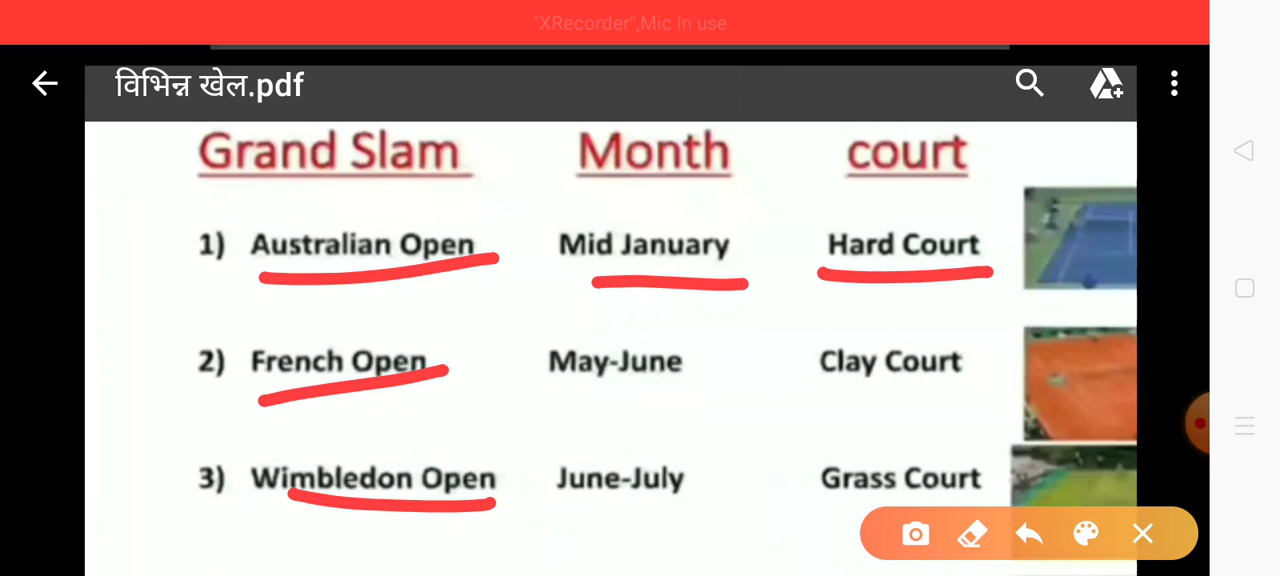 "XRecorder",Mic in use
विभिन्न खेल.pdf
Grand Slam Month court
1) Australian Open Mid January Hard Court
2) French Open May-June Clay Court
3) Wimbledon Open June-July Grass Court